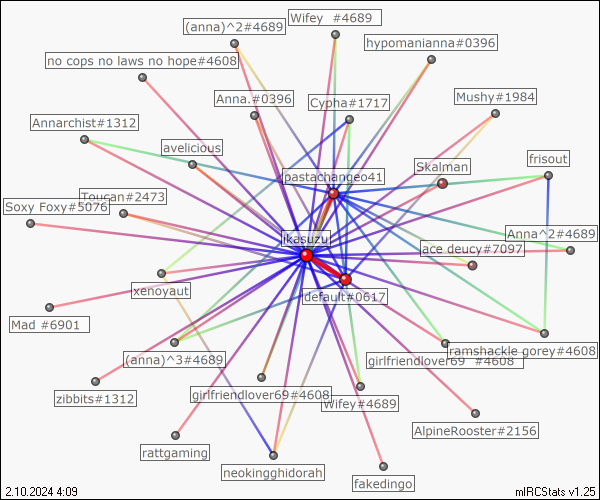 Wifey #4689
(anna)^2#4689
hypomanianna#0396
no cops no laws no hope#4608
Anna.#0396
Cypha#1717
Mushy#1984
Annarchist#1312
avelicious
frisout
Skalman
pastachangeo41
Toucan#2473
Soxy Foxy#5076
Anna^2#4689
ikasuzu
ace deucy#7097
xenoyaut
default#0617
Mad #6901
ramshackle gorey#4608
(anna)^3#4689
girlfriendlover69 #4608
zibbits#1312
girlfriendlover69#4608
Wifey#4689
AlpineRooster#2156
rattgaming
neokingghidorah
fakedingo
2.10.2024 4:09
mIRCStats v1.25